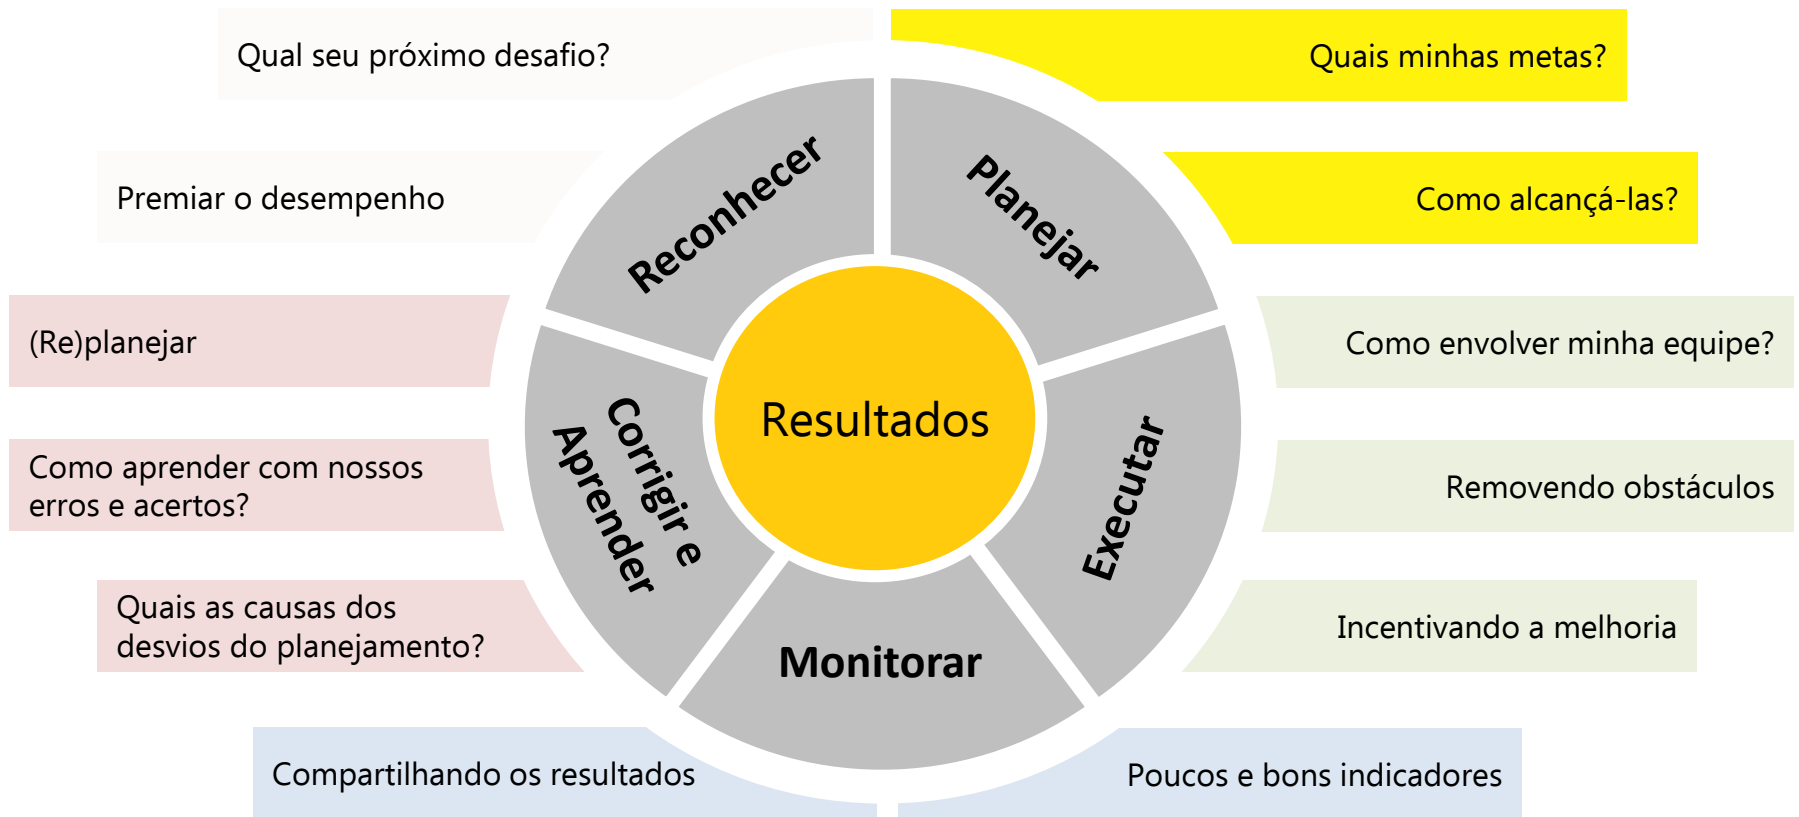 Qual seu próximo desafio?
Quais minhas metas?
Premiar o desempenho
Como alcançá-las?
(Re)planejar
Como envolver minha equipe?
Como aprender com nossos
erros e acertos?
Removendo obstáculos
Quais as causas dos
desvios do planejamento?
Incentivando a melhoria
Compartilhando os resultados
Poucos e bons indicadores
Reconhecer
Planejar
Executar
Monitorar
Corrigir e
Aprender
Resultados